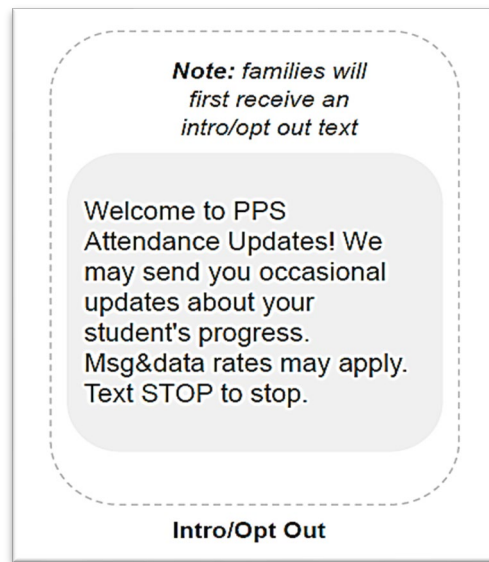 Note: families will
first receive an
intro/opt out text
Welcome to PPS
Attendance Updates! We
may send you occasional
updates about your
student's progress.
Msg&data rates may apply.
Text STOP to stop.
Intro/Opt Out